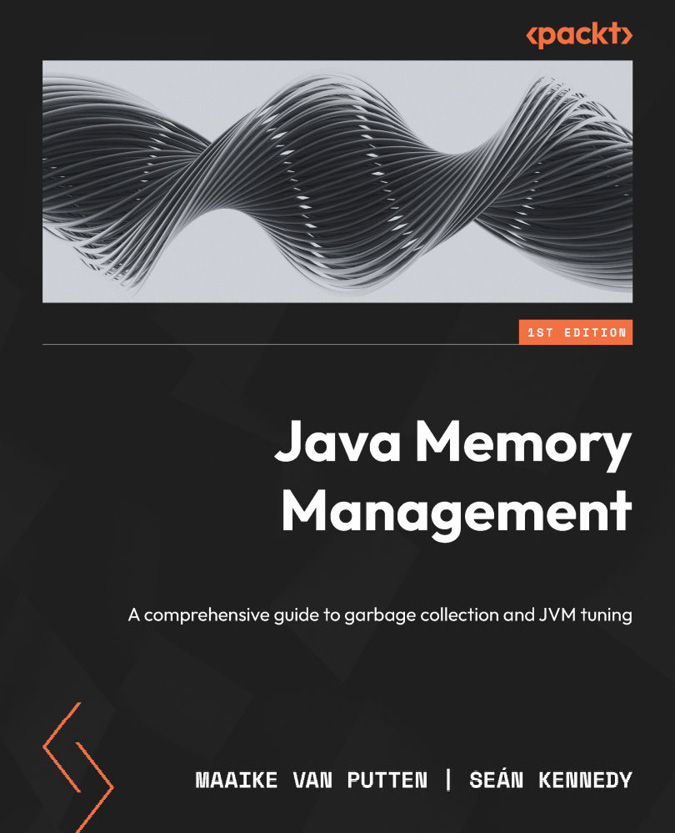 <packt>
1ST EDITION
Java Memory
Management
A comprehensive guide to garbage collection and JVM tuning
MAAIKE VAN PUTTEN | SEÁN KENNEDY